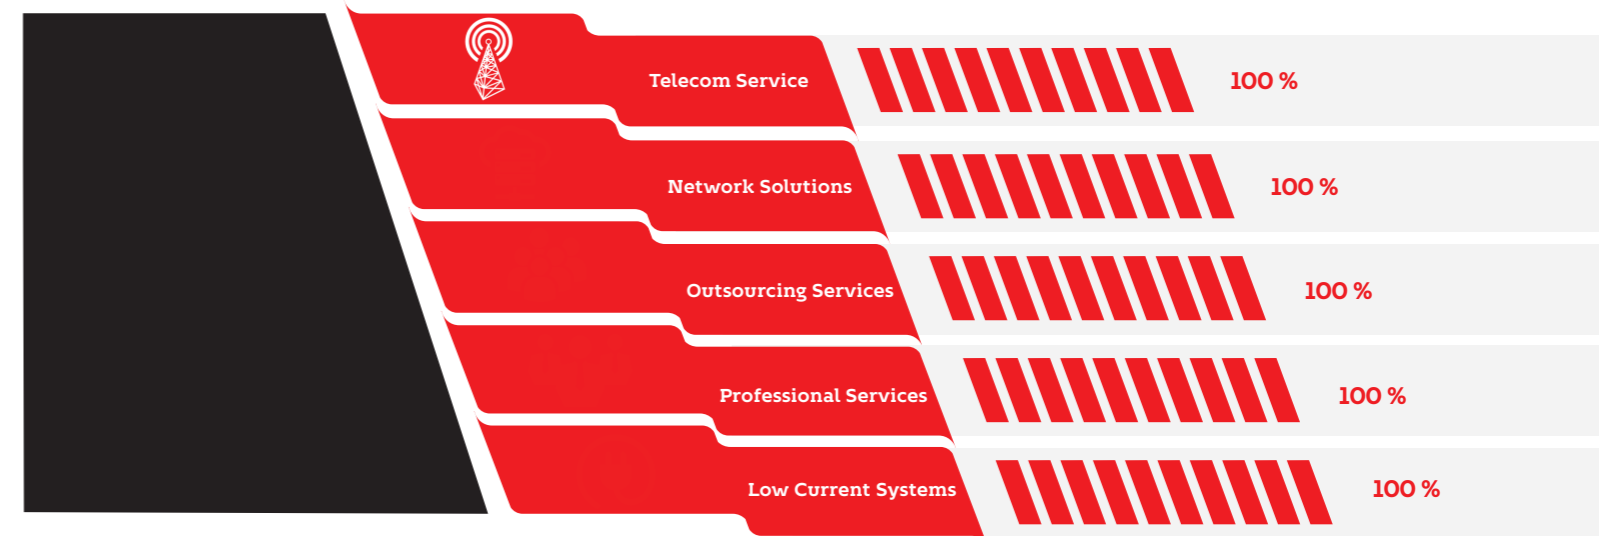 Telecom Service 100 %
Network Solutions 100 %
Outsourcing Services 100 %
Professional Services 100 %
Low Current Systems 100 %